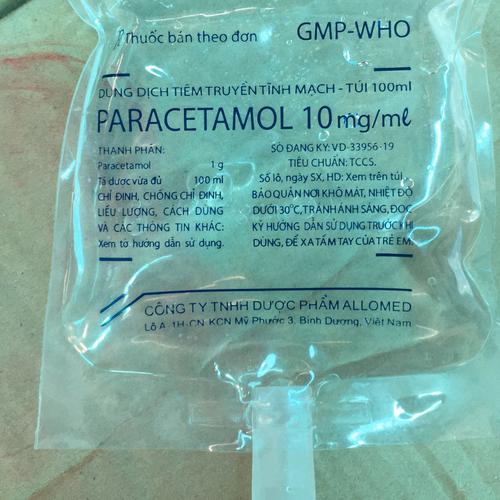 ℞ Thuốc bán theo đơn GMP-WHO
DUNG DỊCH TIÊM TRUYỀN TĨNH MẠCH - TÚI 100ml
PARACETAMOL 10 mg/mℓ
THÀNH PHẦN:
Paracetamol 1 g
Tá dược vừa đủ 100 ml
CHỈ ĐỊNH, CHỐNG CHỈ ĐỊNH,
LIỀU LƯỢNG, CÁCH DÙNG
VÀ CÁC THÔNG TIN KHÁC:
Xem tờ hướng dẫn sử dụng.
SỐ ĐĂNG KÝ: VD-33956-19
TIÊU CHUẨN: TCCS.
Số lô, ngày SX, HD: Xem trên túi
BẢO QUẢN NƠI KHÔ MÁT, NHIỆT ĐỘ
DƯỚI 30°C, TRÁNH ÁNH SÁNG, ĐỌC
KỸ HƯỚNG DẪN SỬ DỤNG TRƯỚC KHI
DÙNG, ĐỂ XA TẦM TAY CỦA TRẺ EM.
CÔNG TY TNHH DƯỢC PHẨM ALLOMED
Lô A_1H-CN, KCN Mỹ Phước 3, Bình Dương, Việt Nam